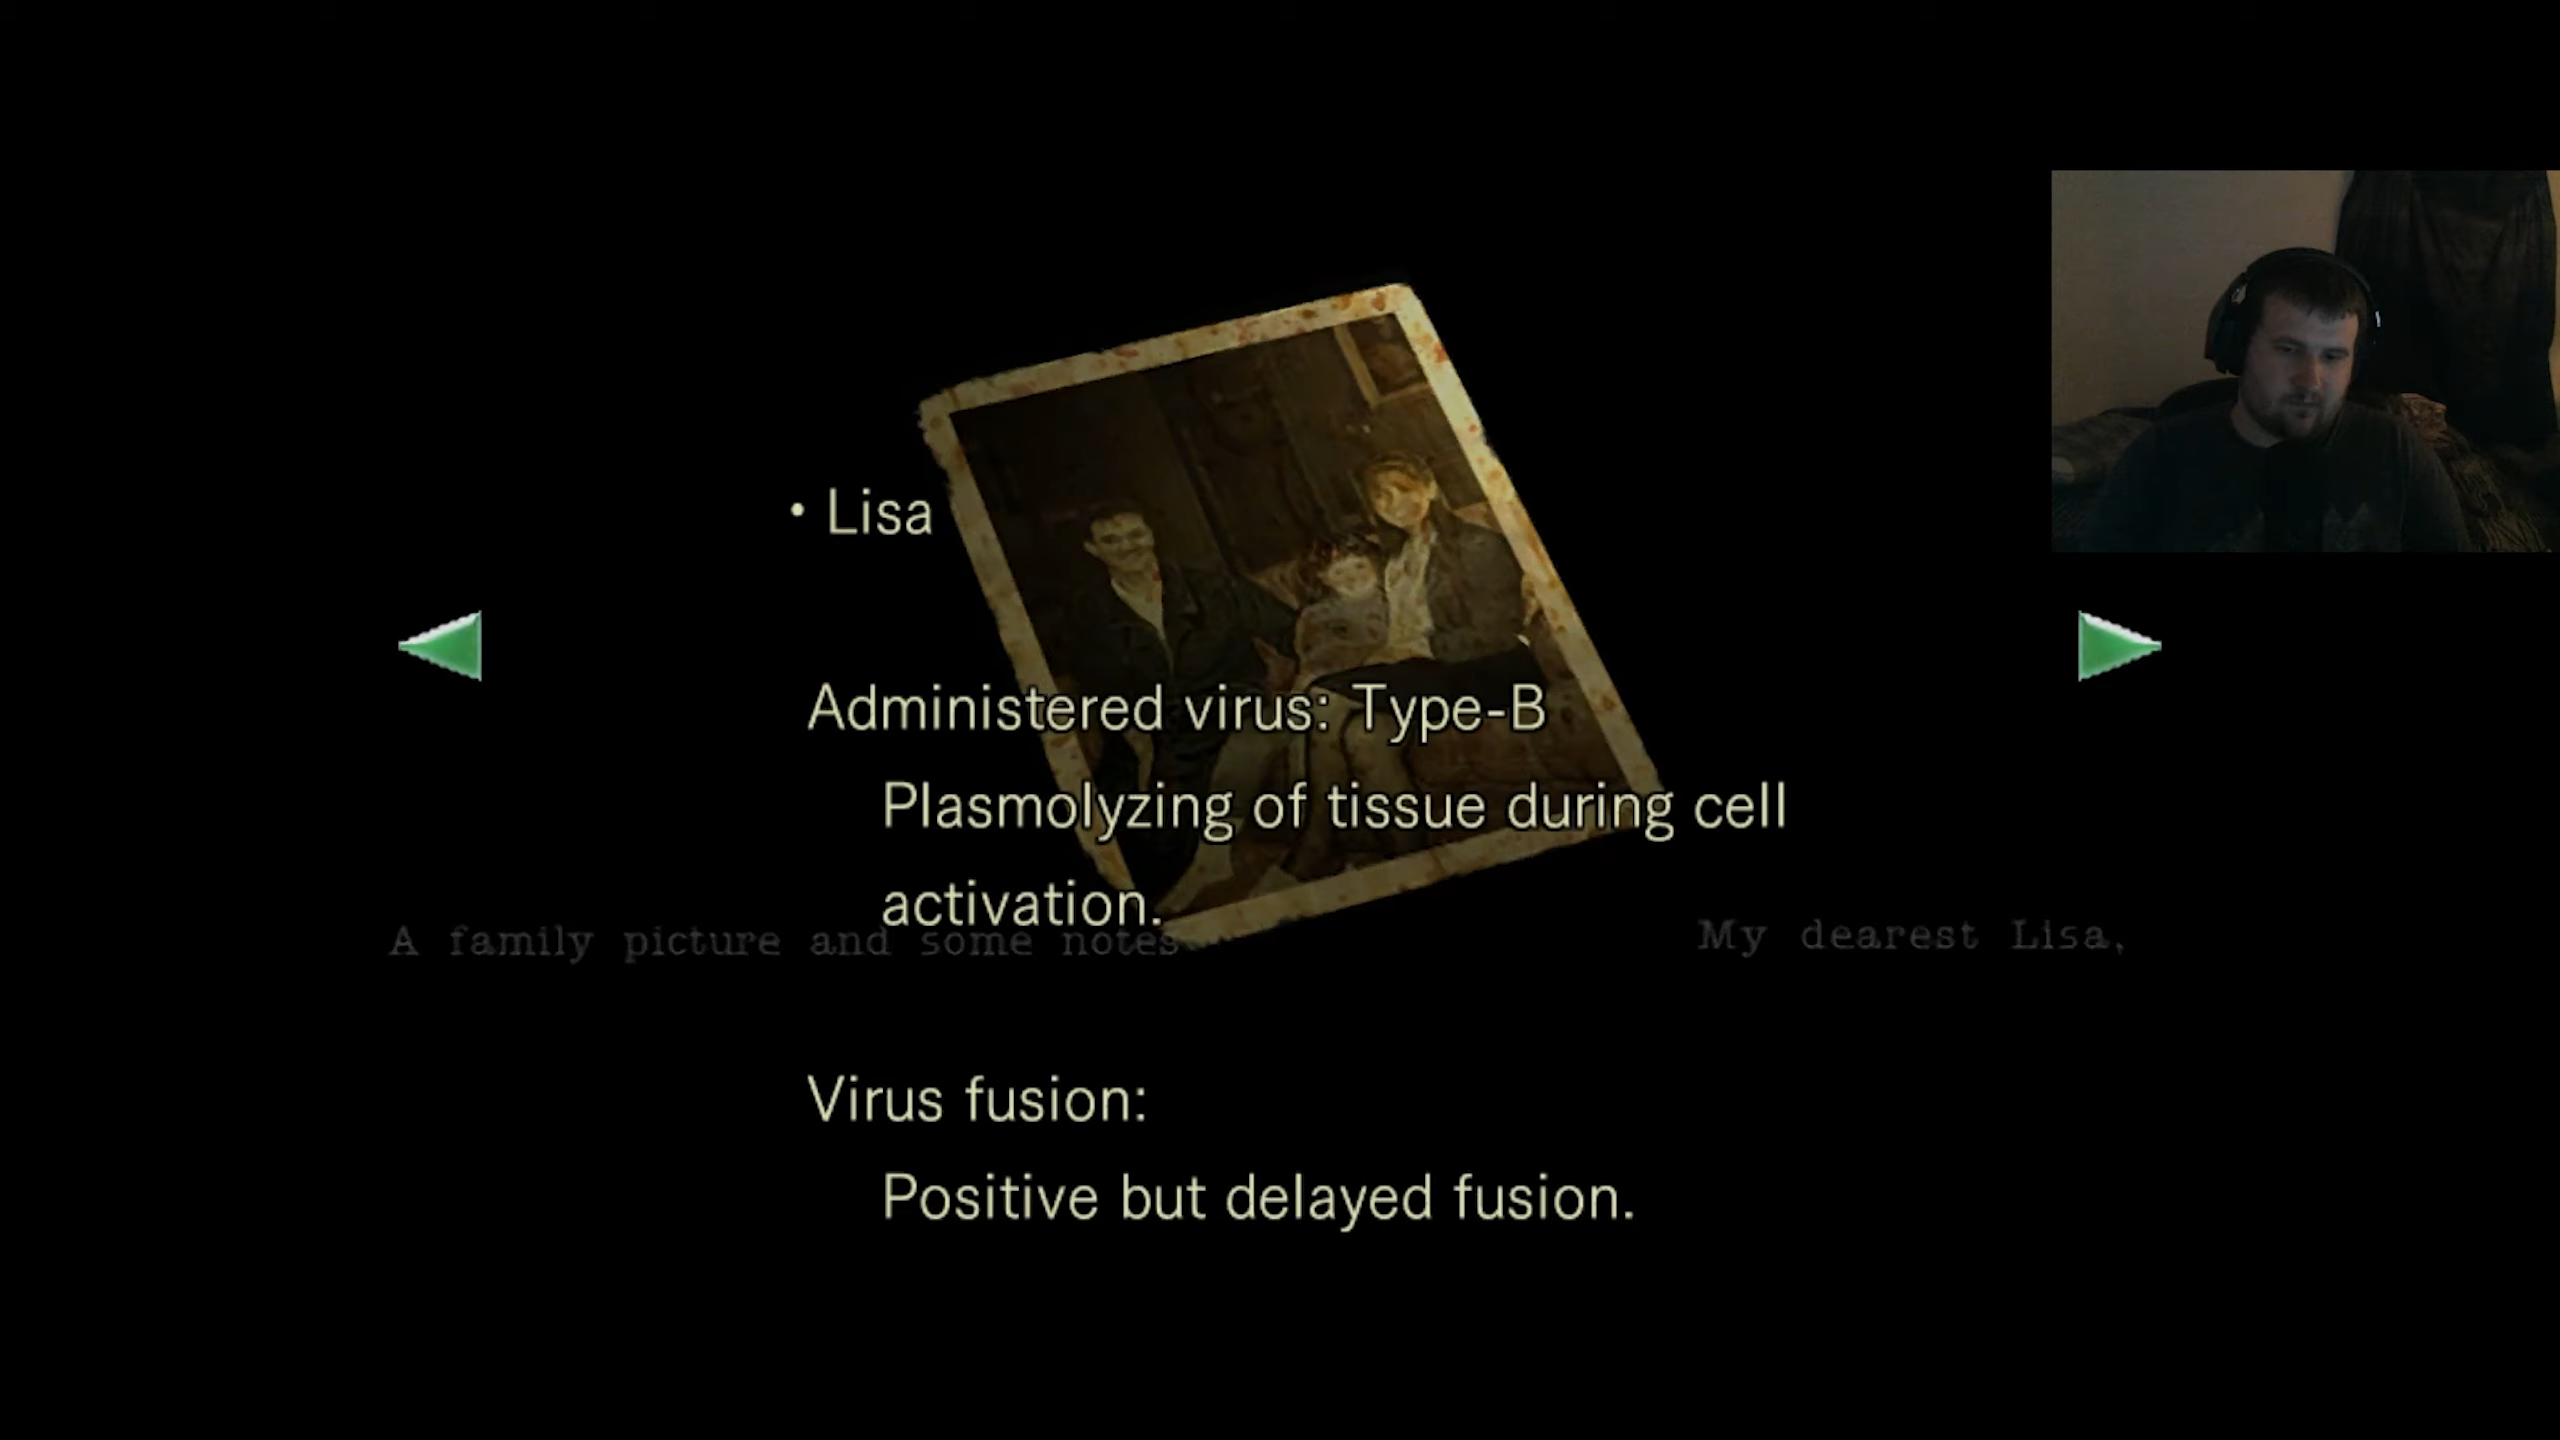 • Lisa
Administered virus: Type-B
Plasmolyzing of tissue during cell
activation.
A family picture and some notes
My dearest Lisa,
Virus fusion:
Positive but delayed fusion.